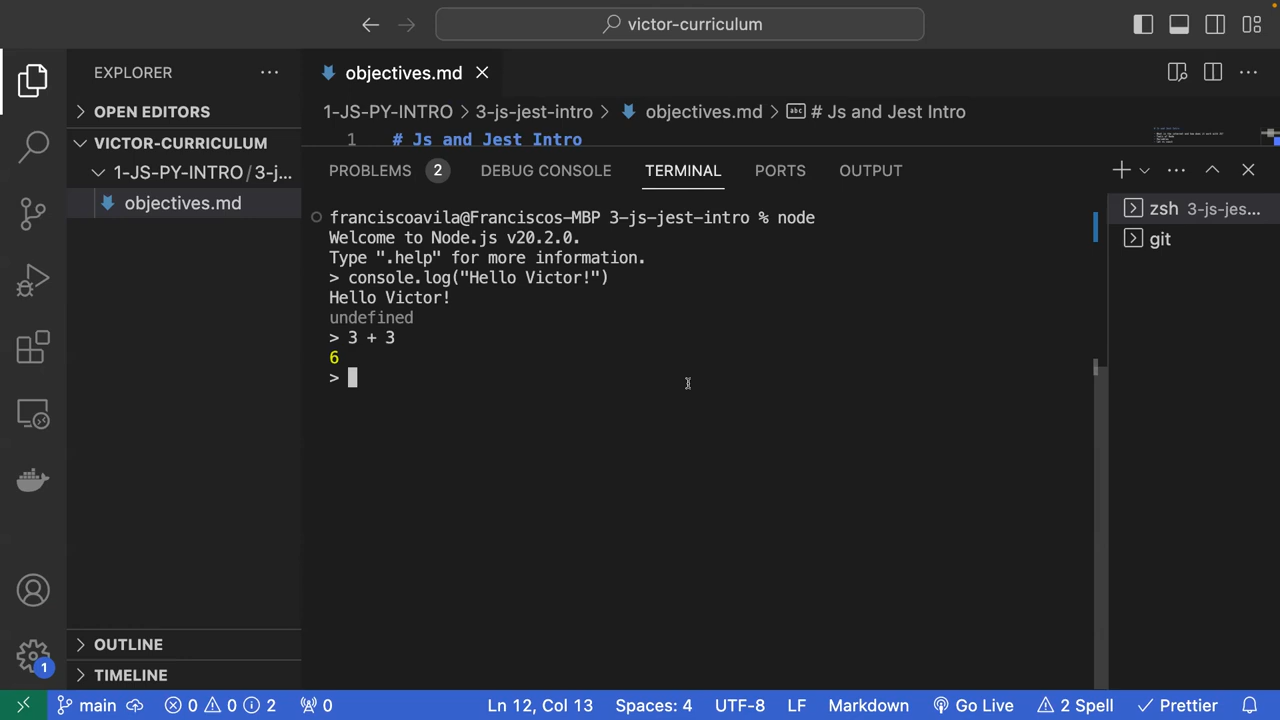 victor-curriculum
EXPLORER ···
objectives.md
OPEN EDITORS
1-JS-PY-INTRO > 3-js-jest-intro > objectives.md > # Js and Jest Intro
VICTOR-CURRICULUM
1 # Js and Jest Intro
1-JS-PY-INTRO / 3-j...
objectives.md
PROBLEMS 2 DEBUG CONSOLE TERMINAL PORTS OUTPUT
franciscoavila@Franciscos-MBP 3-js-jest-intro % node
Welcome to Node.js v20.2.0.
Type ".help" for more information.
> console.log("Hello Victor!")
Hello Victor!
undefined
> 3 + 3
6
>
zsh 3-js-jes...
git
OUTLINE
TIMELINE
1
main 0 0 2 0 Ln 12, Col 13 Spaces: 4 UTF-8 LF Markdown Go Live 2 Spell Prettier